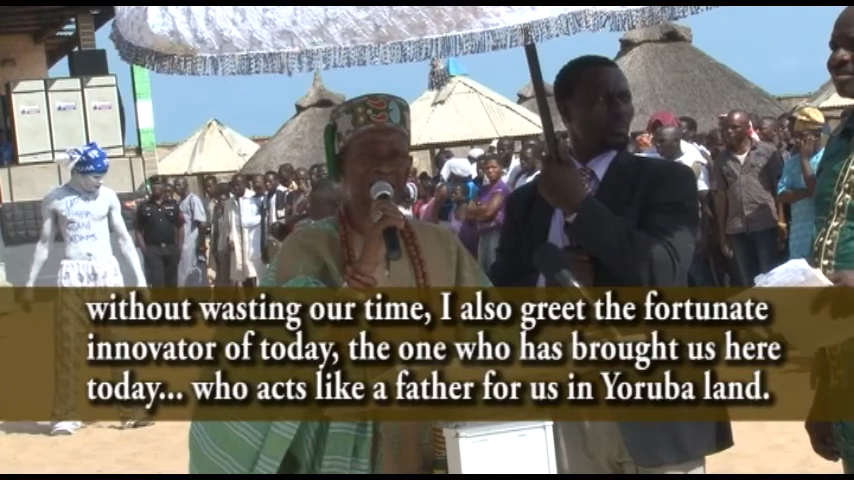 without wasting our time, I also greet the fortunate
innovator of today, the one who has brought us here
today... who acts like a father for us in Yoruba land.